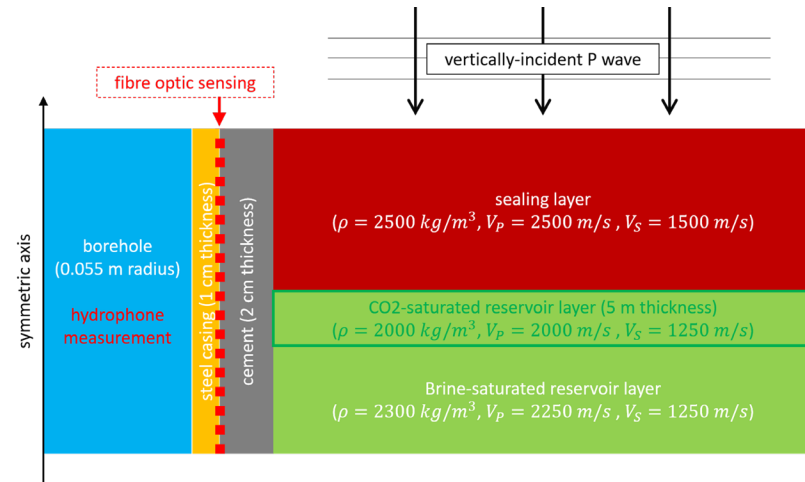 vertically-incident P wave
fibre optic sensing
symmetric axis
borehole
(0.055 m radius)
hydrophone
measurement
steel casing (1 cm thickness)
cement (2 cm thickness)
sealing layer
(ρ = 2500 kg/m³, V_P = 2500 m/s , V_S = 1500 m/s)
CO2-saturated reservoir layer (5 m thickness)
(ρ = 2000 kg/m³, V_P = 2000 m/s , V_S = 1250 m/s)
Brine-saturated reservoir layer
(ρ = 2300 kg/m³, V_P = 2250 m/s , V_S = 1250 m/s)